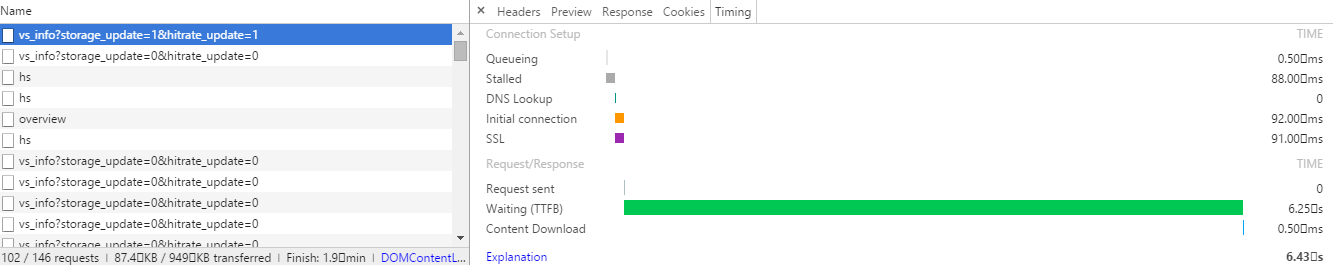 Name
vs_info?storage_update=1&hitrate_update=1
vs_info?storage_update=0&hitrate_update=0
hs
hs
overview
hs
vs_info?storage_update=0&hitrate_update=0
vs_info?storage_update=0&hitrate_update=0
vs_info?storage_update=0&hitrate_update=0
vs_info?storage_update=0&hitrate_update=0
vs_info?storage_update=0&hitrate_update=0
102 / 146 requests | 87.4▯KB / 949▯KB transferred | Finish: 1.9▯min | DOMContentL...
× Headers Preview Response Cookies Timing
Connection Setup TIME
Queueing 0.50▯ms
Stalled 88.00▯ms
DNS Lookup 0
Initial connection 92.00▯ms
SSL 91.00▯ms
Request/Response TIME
Request sent 0
Waiting (TTFB) 6.25▯s
Content Download 0.50▯ms
Explanation 6.43▯s